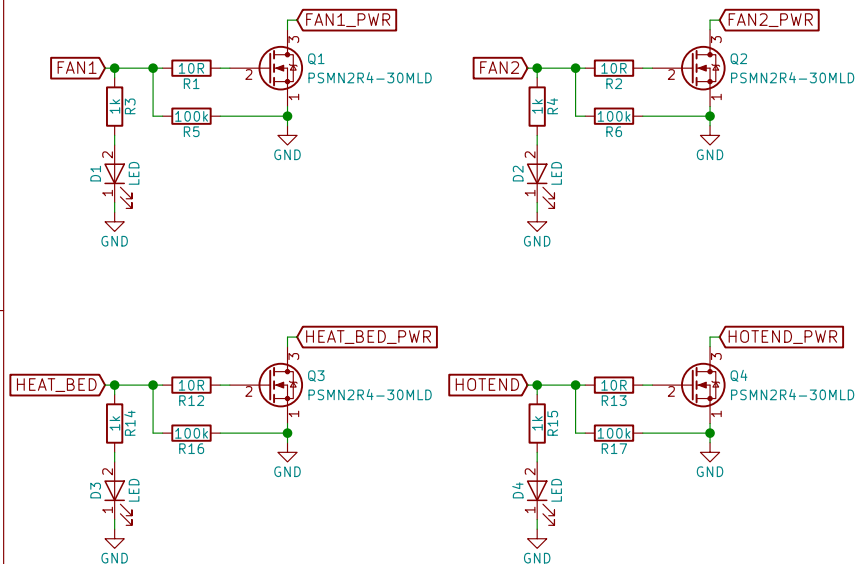 FAN1_PWR
3
Q1
PSMN2R4-30MLD
FAN1
10R
R1
2
1
1k
R3
100k
R5
GND
2
D1
LED
1
GND
FAN2_PWR
3
Q2
PSMN2R4-30MLD
FAN2
10R
R2
2
1
1k
R4
100k
R6
GND
2
D2
LED
1
GND
HEAT_BED_PWR
3
Q3
PSMN2R4-30MLD
HEAT_BED
10R
R12
2
1
1k
R14
100k
R16
GND
2
D3
LED
1
GND
HOTEND_PWR
3
Q4
PSMN2R4-30MLD
HOTEND
10R
R13
2
1
1k
R15
100k
R17
GND
2
D4
LED
1
GND